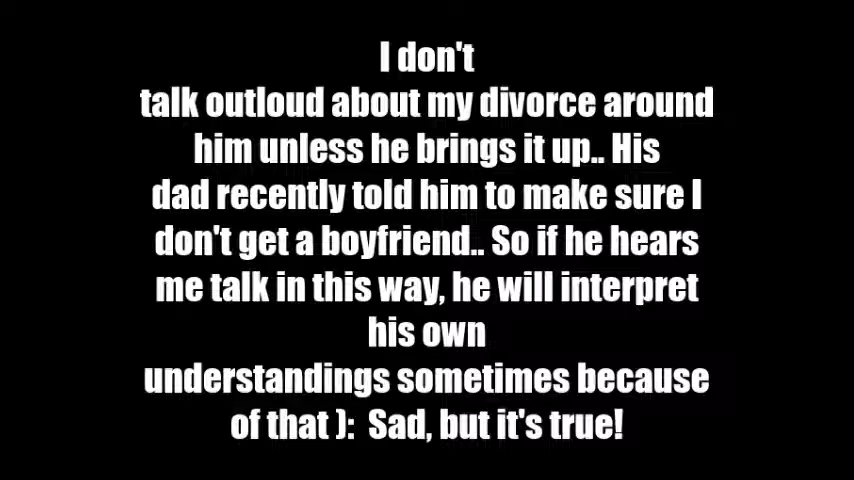 I don't
talk outloud about my divorce around
him unless he brings it up.. His
dad recently told him to make sure I
don't get a boyfriend.. So if he hears
me talk in this way, he will interpret
his own
understandings sometimes because
of that ):  Sad, but it's true!